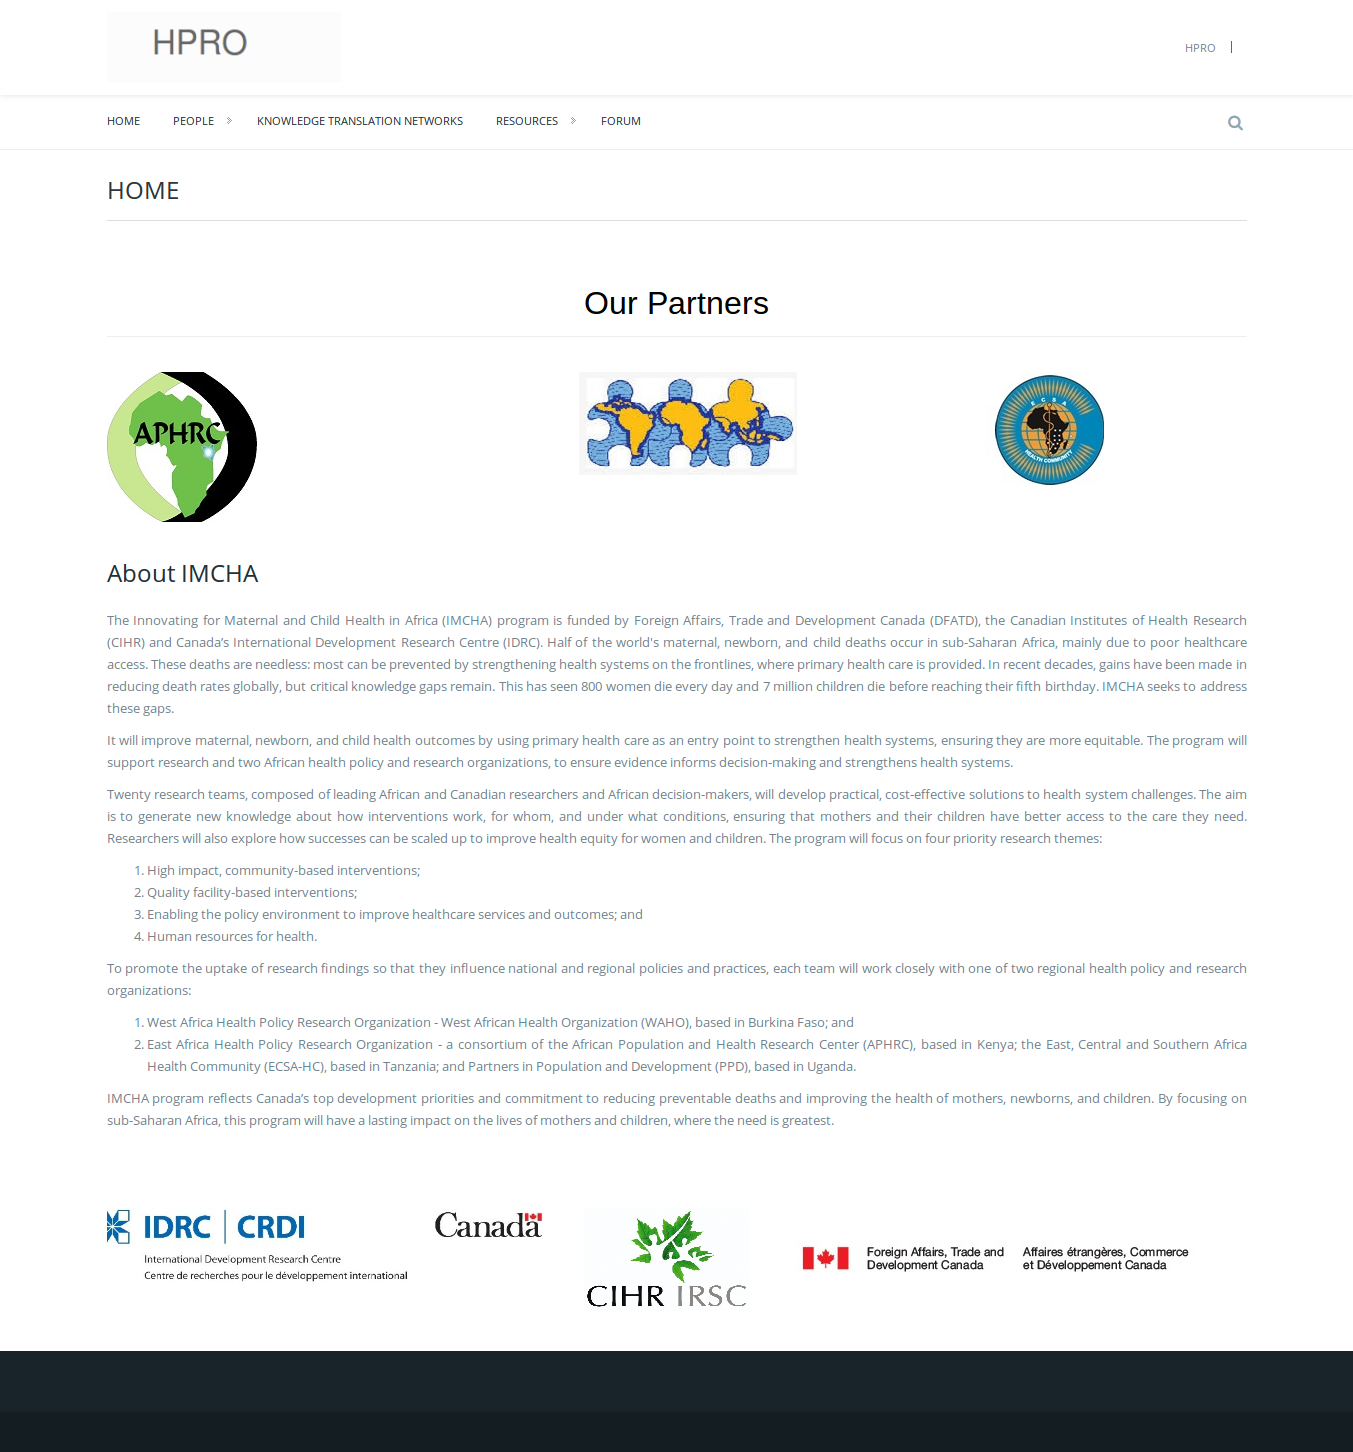 HPRO
HPRO |
HOME PEOPLE KNOWLEDGE TRANSLATION NETWORKS RESOURCES FORUM
HOME
Our Partners
APHRC
ECSA
HEALTH COMMUNITY
About IMCHA
The Innovating for Maternal and Child Health in Africa (IMCHA) program is funded by Foreign Affairs, Trade and Development Canada (DFATD), the Canadian Institutes of Health Research
(CIHR) and Canada’s International Development Research Centre (IDRC). Half of the world's maternal, newborn, and child deaths occur in sub-Saharan Africa, mainly due to poor healthcare
access. These deaths are needless: most can be prevented by strengthening health systems on the frontlines, where primary health care is provided. In recent decades, gains have been made in
reducing death rates globally, but critical knowledge gaps remain. This has seen 800 women die every day and 7 million children die before reaching their fifth birthday. IMCHA seeks to address
these gaps.
It will improve maternal, newborn, and child health outcomes by using primary health care as an entry point to strengthen health systems, ensuring they are more equitable. The program will
support research and two African health policy and research organizations, to ensure evidence informs decision-making and strengthens health systems.
Twenty research teams, composed of leading African and Canadian researchers and African decision-makers, will develop practical, cost-effective solutions to health system challenges. The aim
is to generate new knowledge about how interventions work, for whom, and under what conditions, ensuring that mothers and their children have better access to the care they need.
Researchers will also explore how successes can be scaled up to improve health equity for women and children. The program will focus on four priority research themes:
1. High impact, community-based interventions;
2. Quality facility-based interventions;
3. Enabling the policy environment to improve healthcare services and outcomes; and
4. Human resources for health.
To promote the uptake of research findings so that they influence national and regional policies and practices, each team will work closely with one of two regional health policy and research
organizations:
1. West Africa Health Policy Research Organization - West African Health Organization (WAHO), based in Burkina Faso; and
2. East Africa Health Policy Research Organization - a consortium of the African Population and Health Research Center (APHRC), based in Kenya; the East, Central and Southern Africa
Health Community (ECSA-HC), based in Tanzania; and Partners in Population and Development (PPD), based in Uganda.
IMCHA program reflects Canada’s top development priorities and commitment to reducing preventable deaths and improving the health of mothers, newborns, and children. By focusing on
sub-Saharan Africa, this program will have a lasting impact on the lives of mothers and children, where the need is greatest.
IDRC | CRDI
International Development Research Centre
Centre de recherches pour le développement international
Canada
CIHR IRSC
Foreign Affairs, Trade and
Development Canada
Affaires étrangères, Commerce
et Développement Canada